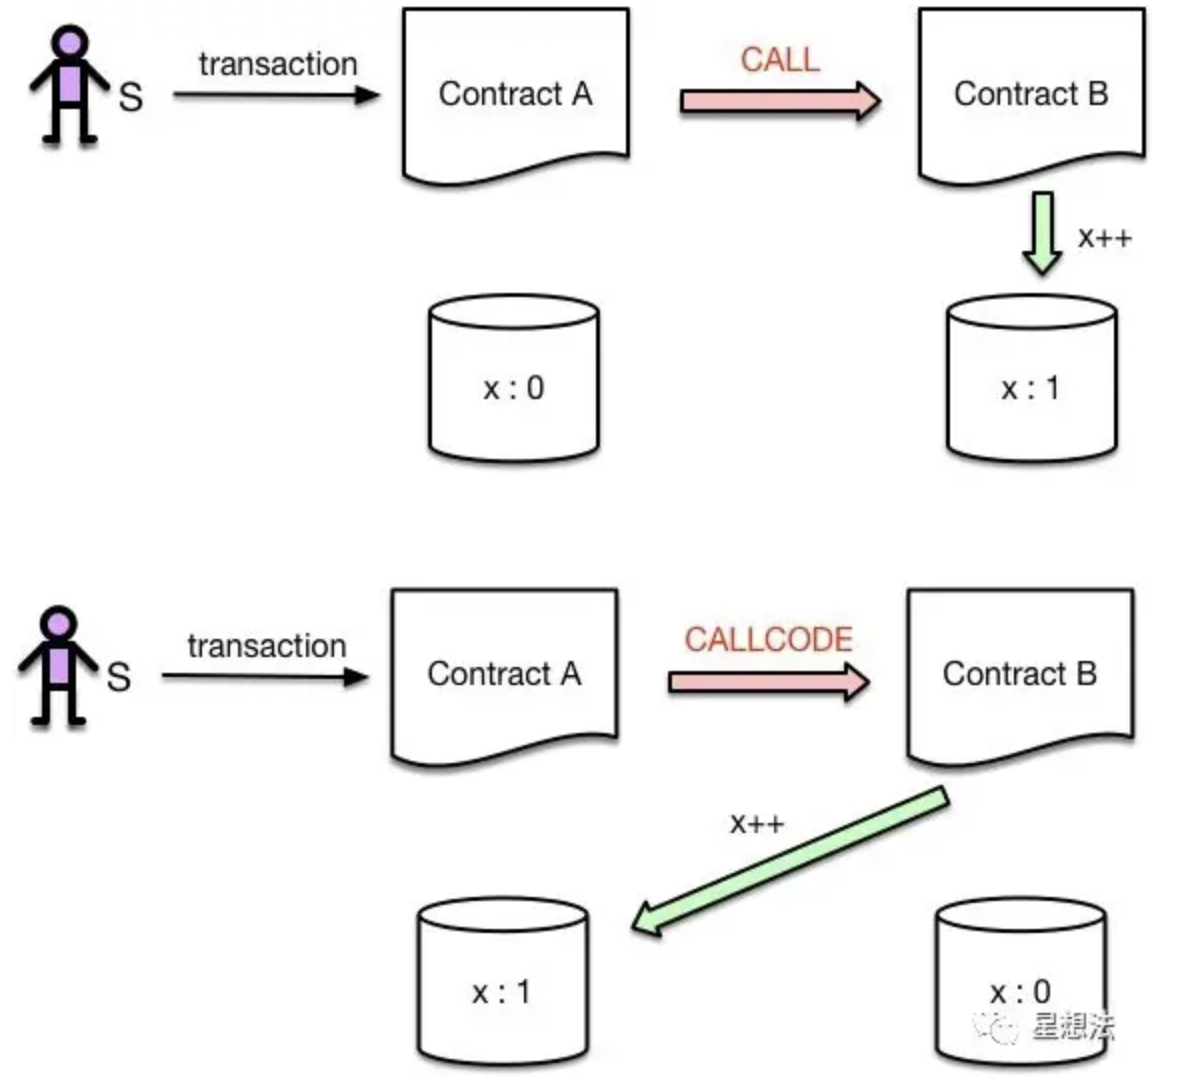 S
transaction
Contract A
CALL
Contract B
x++
x : 0
x : 1
S
transaction
Contract A
CALLCODE
Contract B
x++
x : 1
x : 0
星想法